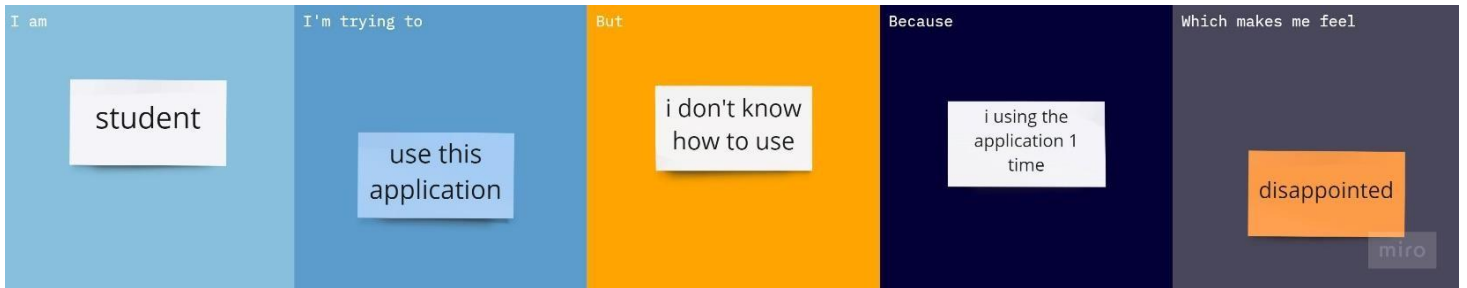 I am
student
I'm trying to
use this
application
But
i don't know
how to use
Because
i using the
application 1
time
Which makes me feel
disappointed
miro